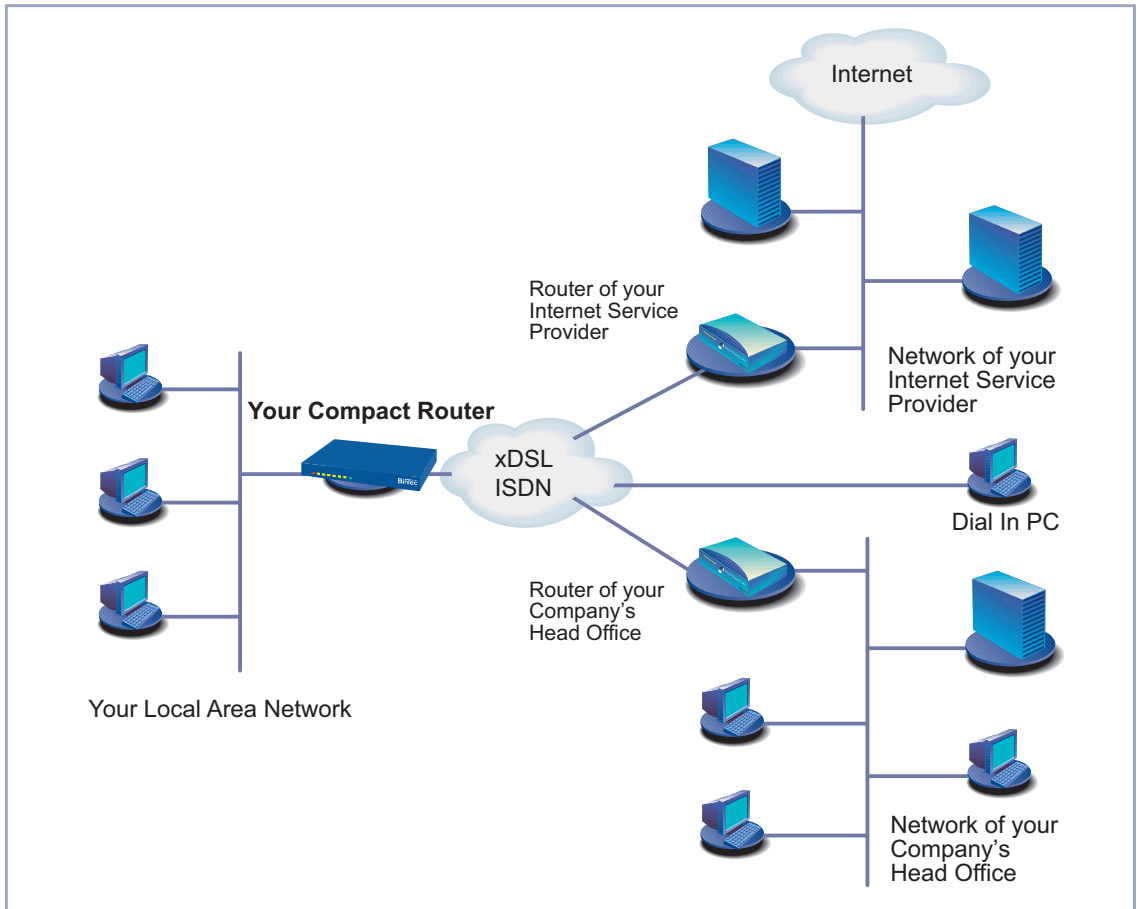 Internet
Router of your
Internet Service
Provider
Network of your
Internet Service
Provider
Your Compact Router
BinTec
xDSL
ISDN
Dial In PC
Router of your
Company's
Head Office
Your Local Area Network
Network of your
Company's
Head Office